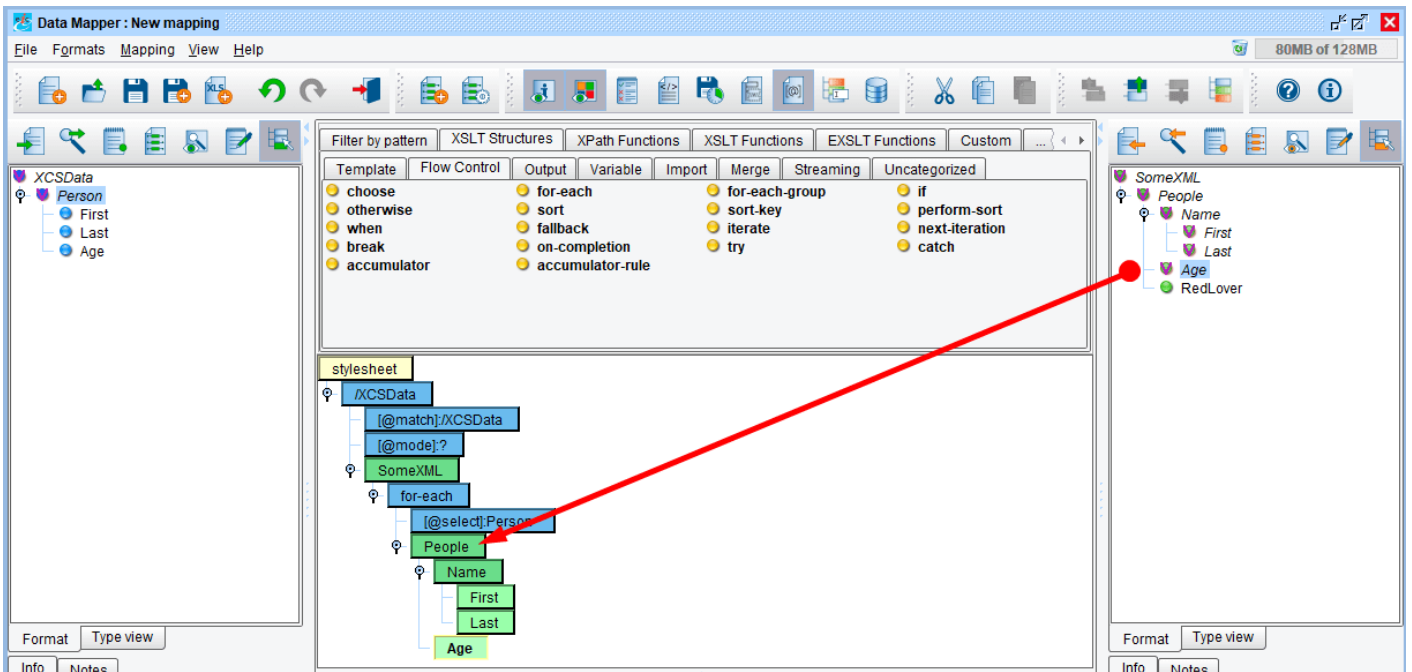 Data Mapper : New mapping
File Formats Mapping View Help
80MB of 128MB
XLS
Filter by pattern XSLT Structures XPath Functions XSLT Functions EXSLT Functions Custom ...
Template Flow Control Output Variable Import Merge Streaming Uncategorized
choose for-each for-each-group if
otherwise sort sort-key perform-sort
when fallback iterate next-iteration
break on-completion try catch
accumulator accumulator-rule
XCSData
Person
First
Last
Age
stylesheet
/XCSData
[@match]:/XCSData
[@mode]:?
SomeXML
for-each
[@select]:Person
People
Name
First
Last
Age
SomeXML
People
Name
First
Last
Age
RedLover
Format Type view
Info Notes
Format Type view
Info Notes